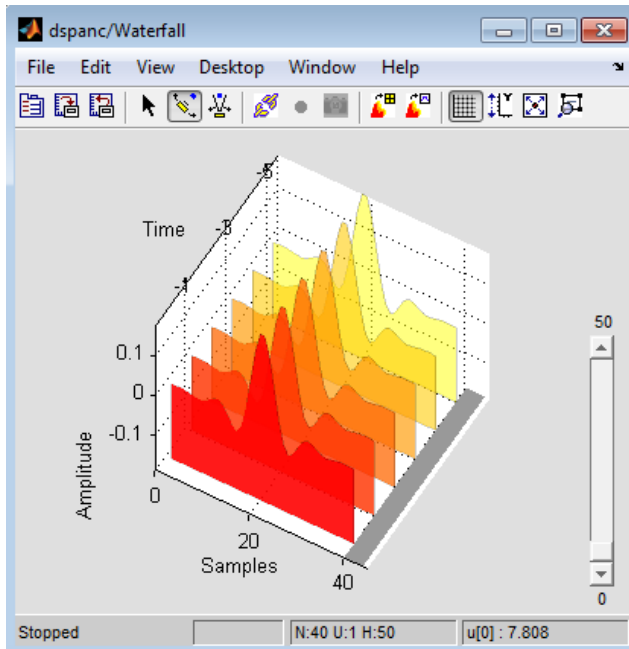 dspanc/Waterfall
File Edit View Desktop Window Help
-5
Time -3
-1
0.1
0
-0.1
Amplitude
0
20
Samples
40
50
0
Stopped N:40 U:1 H:50 u[0] : 7.808